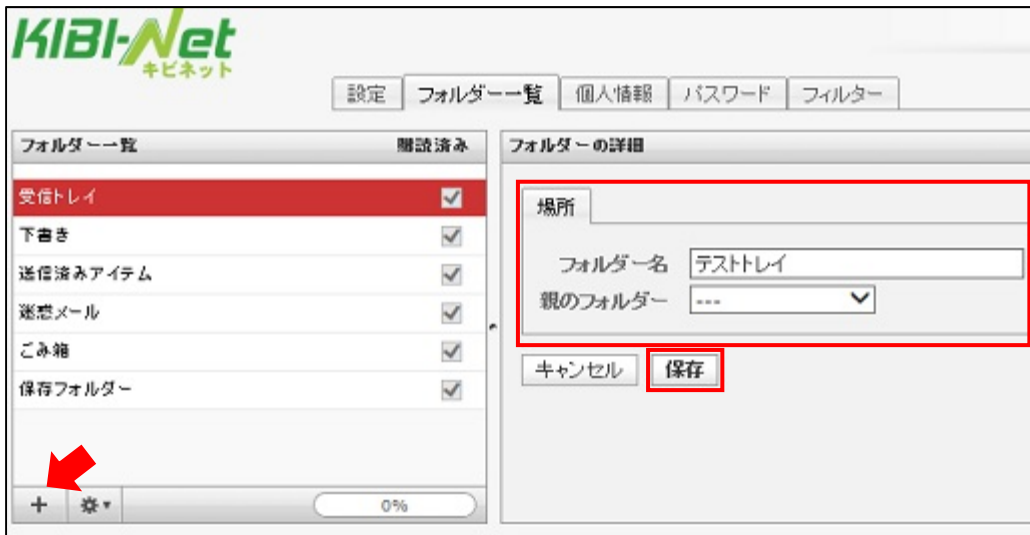 KIBI-Net
キビネット
設定 フォルダー一覧 個人情報 パスワード フィルター
フォルダー一覧 購読済み
受信トレイ
下書き
送信済みアイテム
迷惑メール
ごみ箱
保存フォルダー
+ 0%
フォルダーの詳細
場所
フォルダー名 テストトレイ
親のフォルダー ---
キャンセル 保存